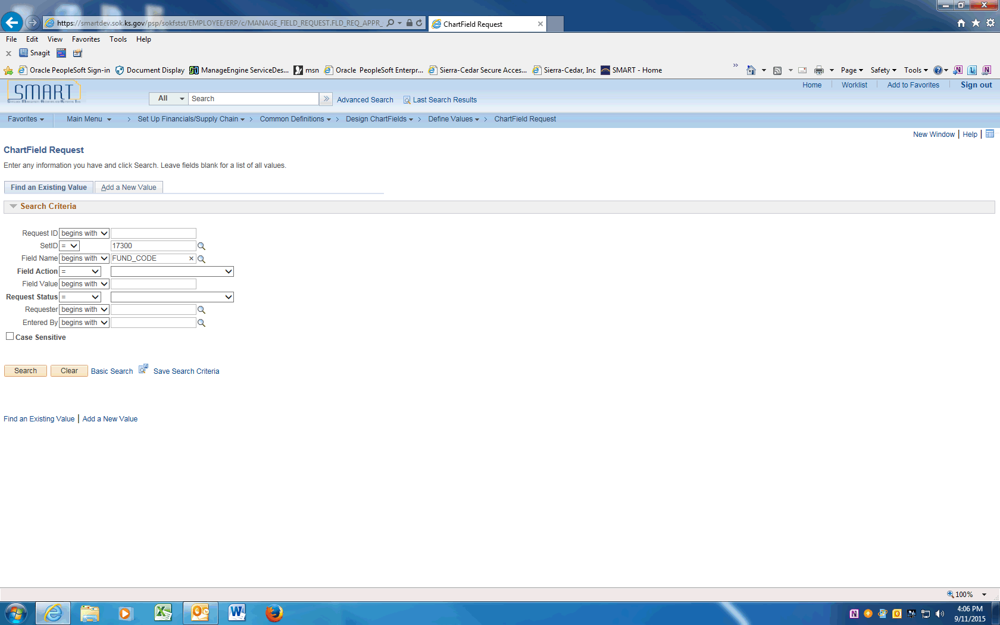 https://smartdev.sok.ks.gov/psp/sokfstst/EMPLOYEE/ERP/c/MANAGE_FIELD_REQUEST.FLD_REQ_APPR_
ChartField Request
File Edit View Favorites Tools Help
x Snagit
Oracle PeopleSoft Sign-in Document Display ManageEngine ServiceDes... msn Oracle PeopleSoft Enterpr... Sierra-Cedar Secure Acces... Sierra-Cedar, Inc SMART - Home » Page Safety Tools
SMART
Home Worklist Add to Favorites Sign out
All Search » Advanced Search Last Search Results
Favorites Main Menu > Set Up Financials/Supply Chain > Common Definitions > Design ChartFields > Define Values > ChartField Request
New Window | Help |
ChartField Request
Enter any information you have and click Search. Leave fields blank for a list of all values.
Find an Existing Value Add a New Value
Search Criteria
Request ID begins with
SetID = 17300
Field Name begins with FUND_CODE ×
Field Action =
Field Value begins with
Request Status =
Requester begins with
Entered By begins with
Case Sensitive
Search Clear Basic Search Save Search Criteria
Find an Existing Value | Add a New Value
100%
4:06 PM
9/11/2015